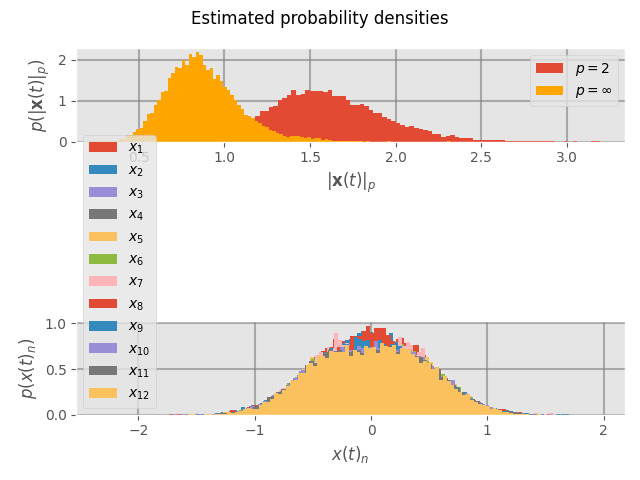 Estimated probability densities
p(|x(t)|p)
2
1
0
p = 2
p = ∞
0.5 1.0 1.5 2.0 2.5 3.0
|x(t)|p
x1
x2
x3
x4
x5
x6
x7
x8
x9
x10
x11
x12
p(x(t)n)
1.0
0.5
0.0
−2 −1 0 1 2
x(t)n